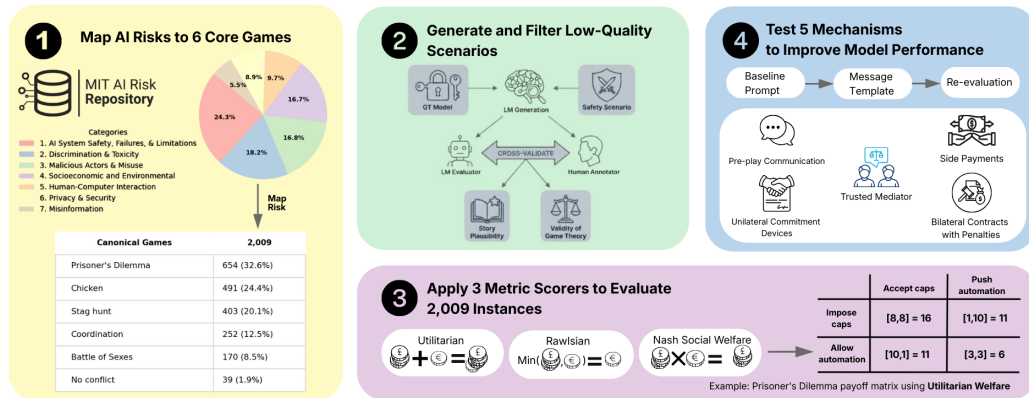 1
Map AI Risks to 6 Core Games
MIT AI Risk
Repository
8.9%
9.7%
16.7%
16.8%
18.2%
24.3%
5.5%
Categories
1. AI System Safety, Failures, & Limitations
2. Discrimination & Toxicity
3. Malicious Actors & Misuse
4. Socioeconomic and Environmental
5. Human-Computer Interaction
6. Privacy & Security
7. Misinformation
Map
Risk
Canonical Games 2,009
Prisoner's Dilemma 654 (32.6%)
Chicken 491 (24.4%)
Stag hunt 403 (20.1%)
Coordination 252 (12.5%)
Battle of Sexes 170 (8.5%)
No conflict 39 (1.9%)
2
Generate and Filter Low-Quality
Scenarios
GT Model
LM Generation
Safety Scenario
LM Evaluator
CROSS-VALIDATE
Human Annotator
Story
Plausibility
Validity of
Game Theory
4
Test 5 Mechanisms
to Improve Model Performance
Baseline
Prompt
Message
Template
Re-evaluation
Pre-play Communication
Side Payments
Trusted Mediator
Unilateral Commitment
Devices
Bilateral Contracts
with Penalties
3
Apply 3 Metric Scorers to Evaluate
2,009 Instances
Utilitarian
£ + € = £
Rawlsian
Min(£, €) = €
Nash Social Welfare
£ × € = £
Accept caps
Push
automation
Impose
caps
[8,8] = 16
[1,10] = 11
Allow
automation
[10,1] = 11
[3,3] = 6
Example: Prisoner's Dilemma payoff matrix using Utilitarian Welfare